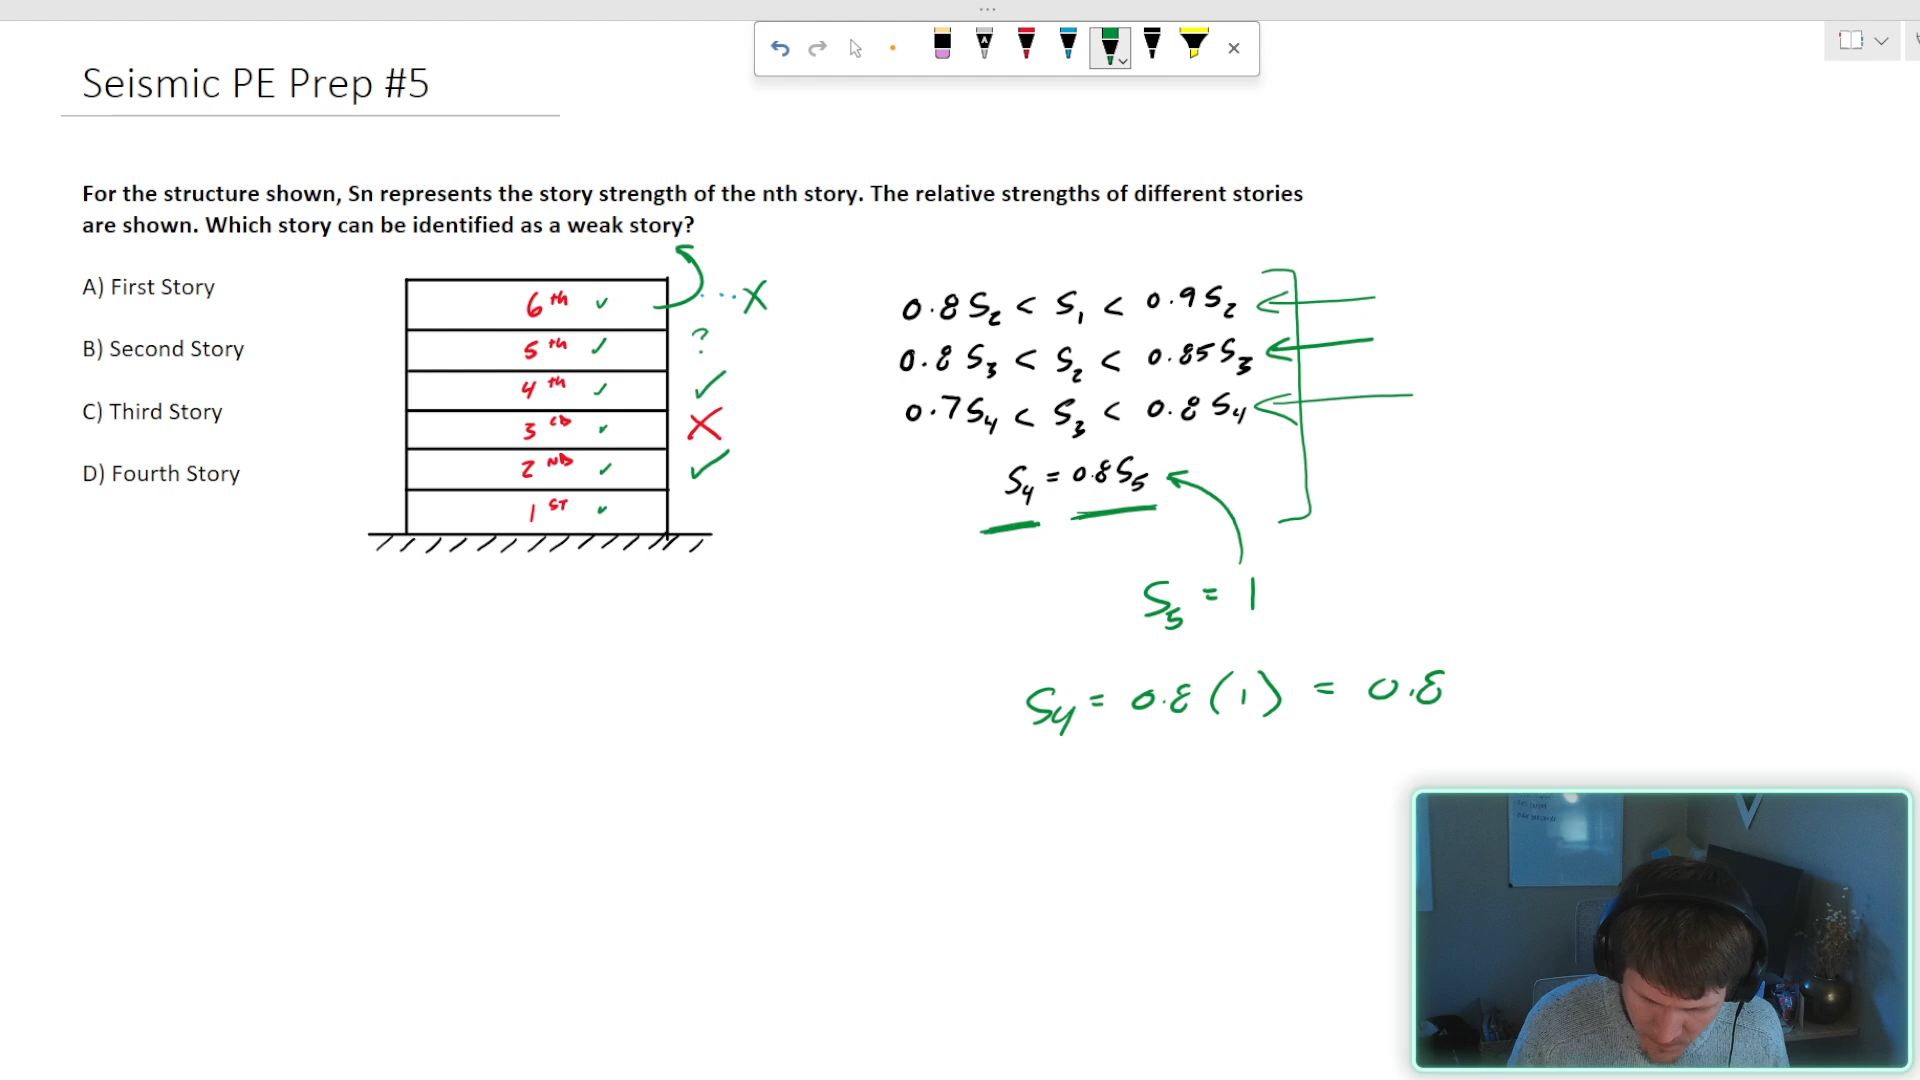 Seismic PE Prep #5
For the structure shown, Sn represents the story strength of the nth story. The relative strengths of different stories
are shown. Which story can be identified as a weak story?
A) First Story
B) Second Story
C) Third Story
D) Fourth Story
6th ✓ ... X
5th ✓ ?
4th ✓ ✓
3 ✓ X
2ND ✓ ✓
1ST ✓
0.8S₂ < S₁ < 0.9S₂
0.8S₃ < S₂ < 0.85S₃
0.7S₄ < S₃ < 0.8S₄
S₄ = 0.8S₅
S₅ = 1
S₄ = 0.8(1) = 0.8